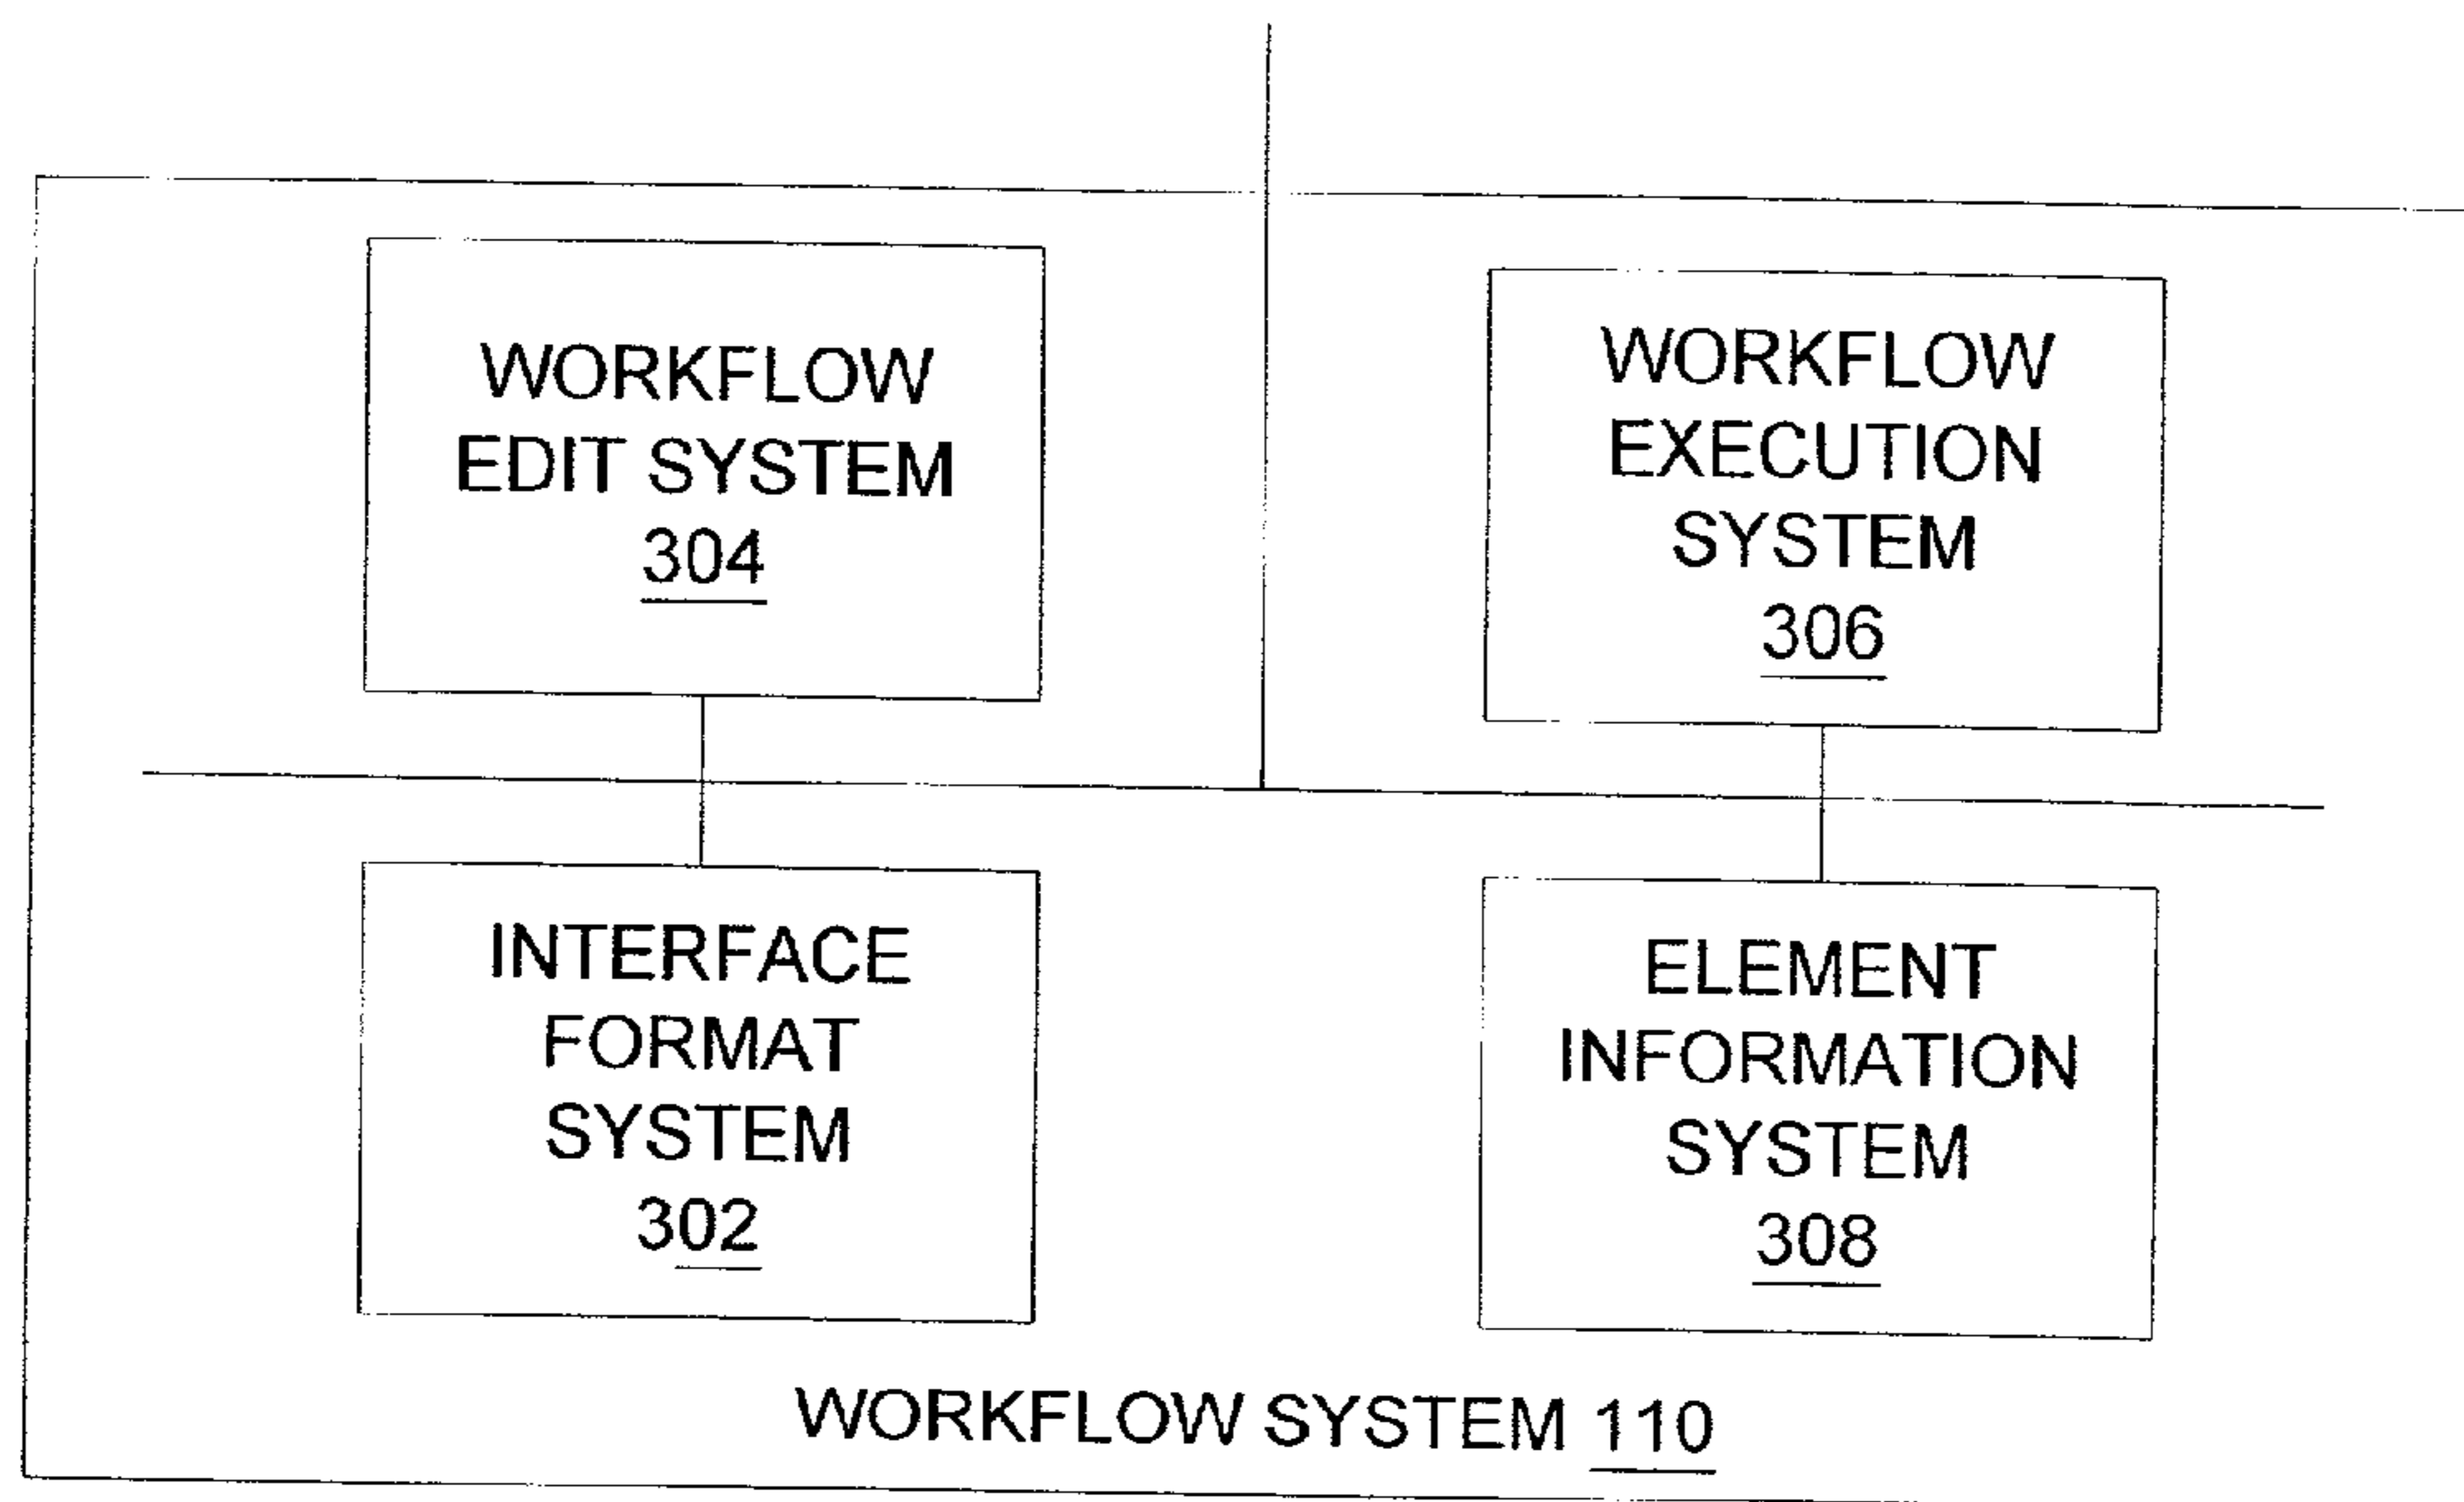 WORKFLOW
EDIT SYSTEM
304
WORKFLOW
EXECUTION
SYSTEM
306
INTERFACE
FORMAT
SYSTEM
302
ELEMENT
INFORMATION
SYSTEM
308
WORKFLOW SYSTEM 110